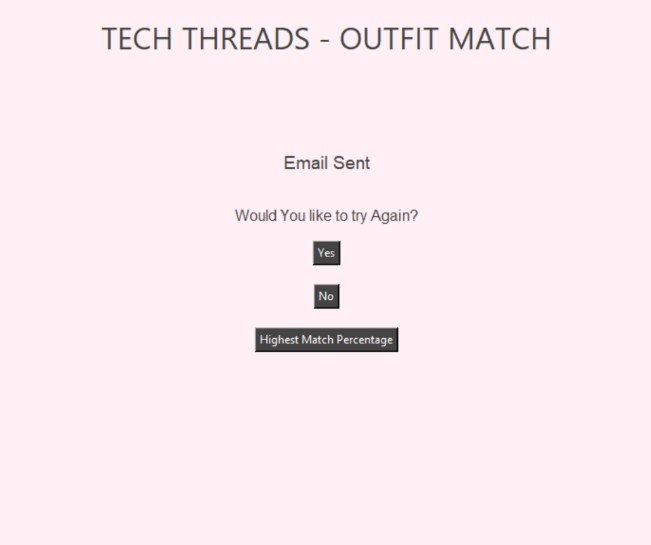 TECH THREADS - OUTFIT MATCH
Email Sent
Would You like to try Again?
Yes
No
Highest Match Percentage